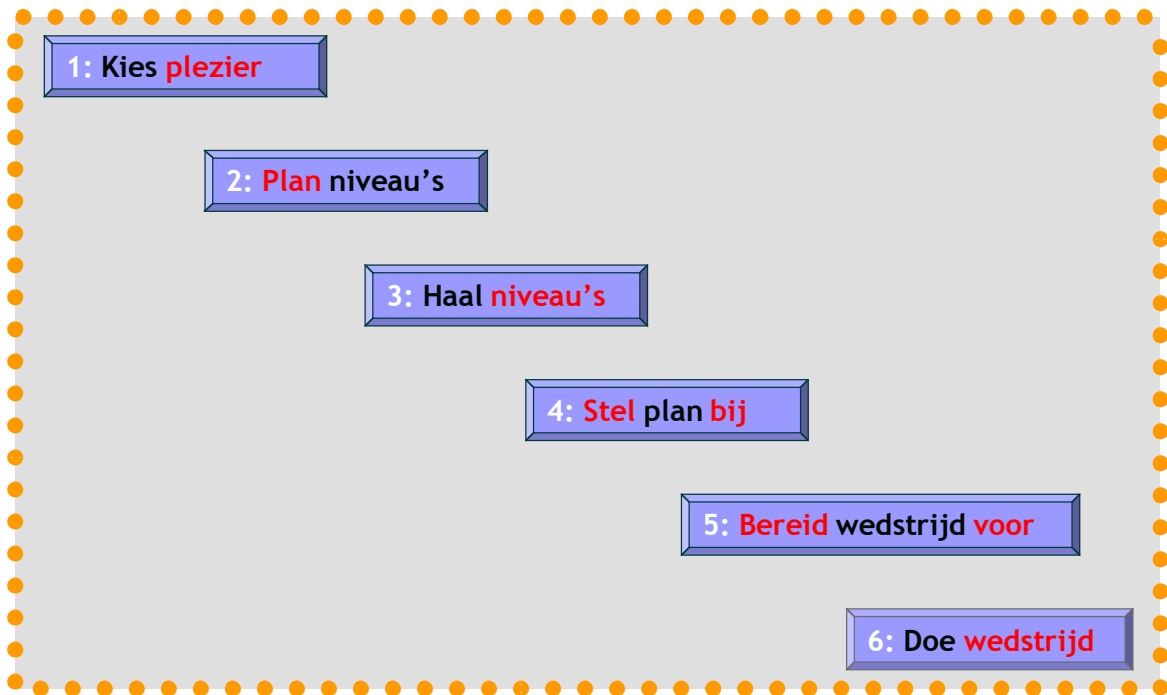 1: Kies plezier
2: Plan niveau’s
3: Haal niveau’s
4: Stel plan bij
5: Bereid wedstrijd voor
6: Doe wedstrijd